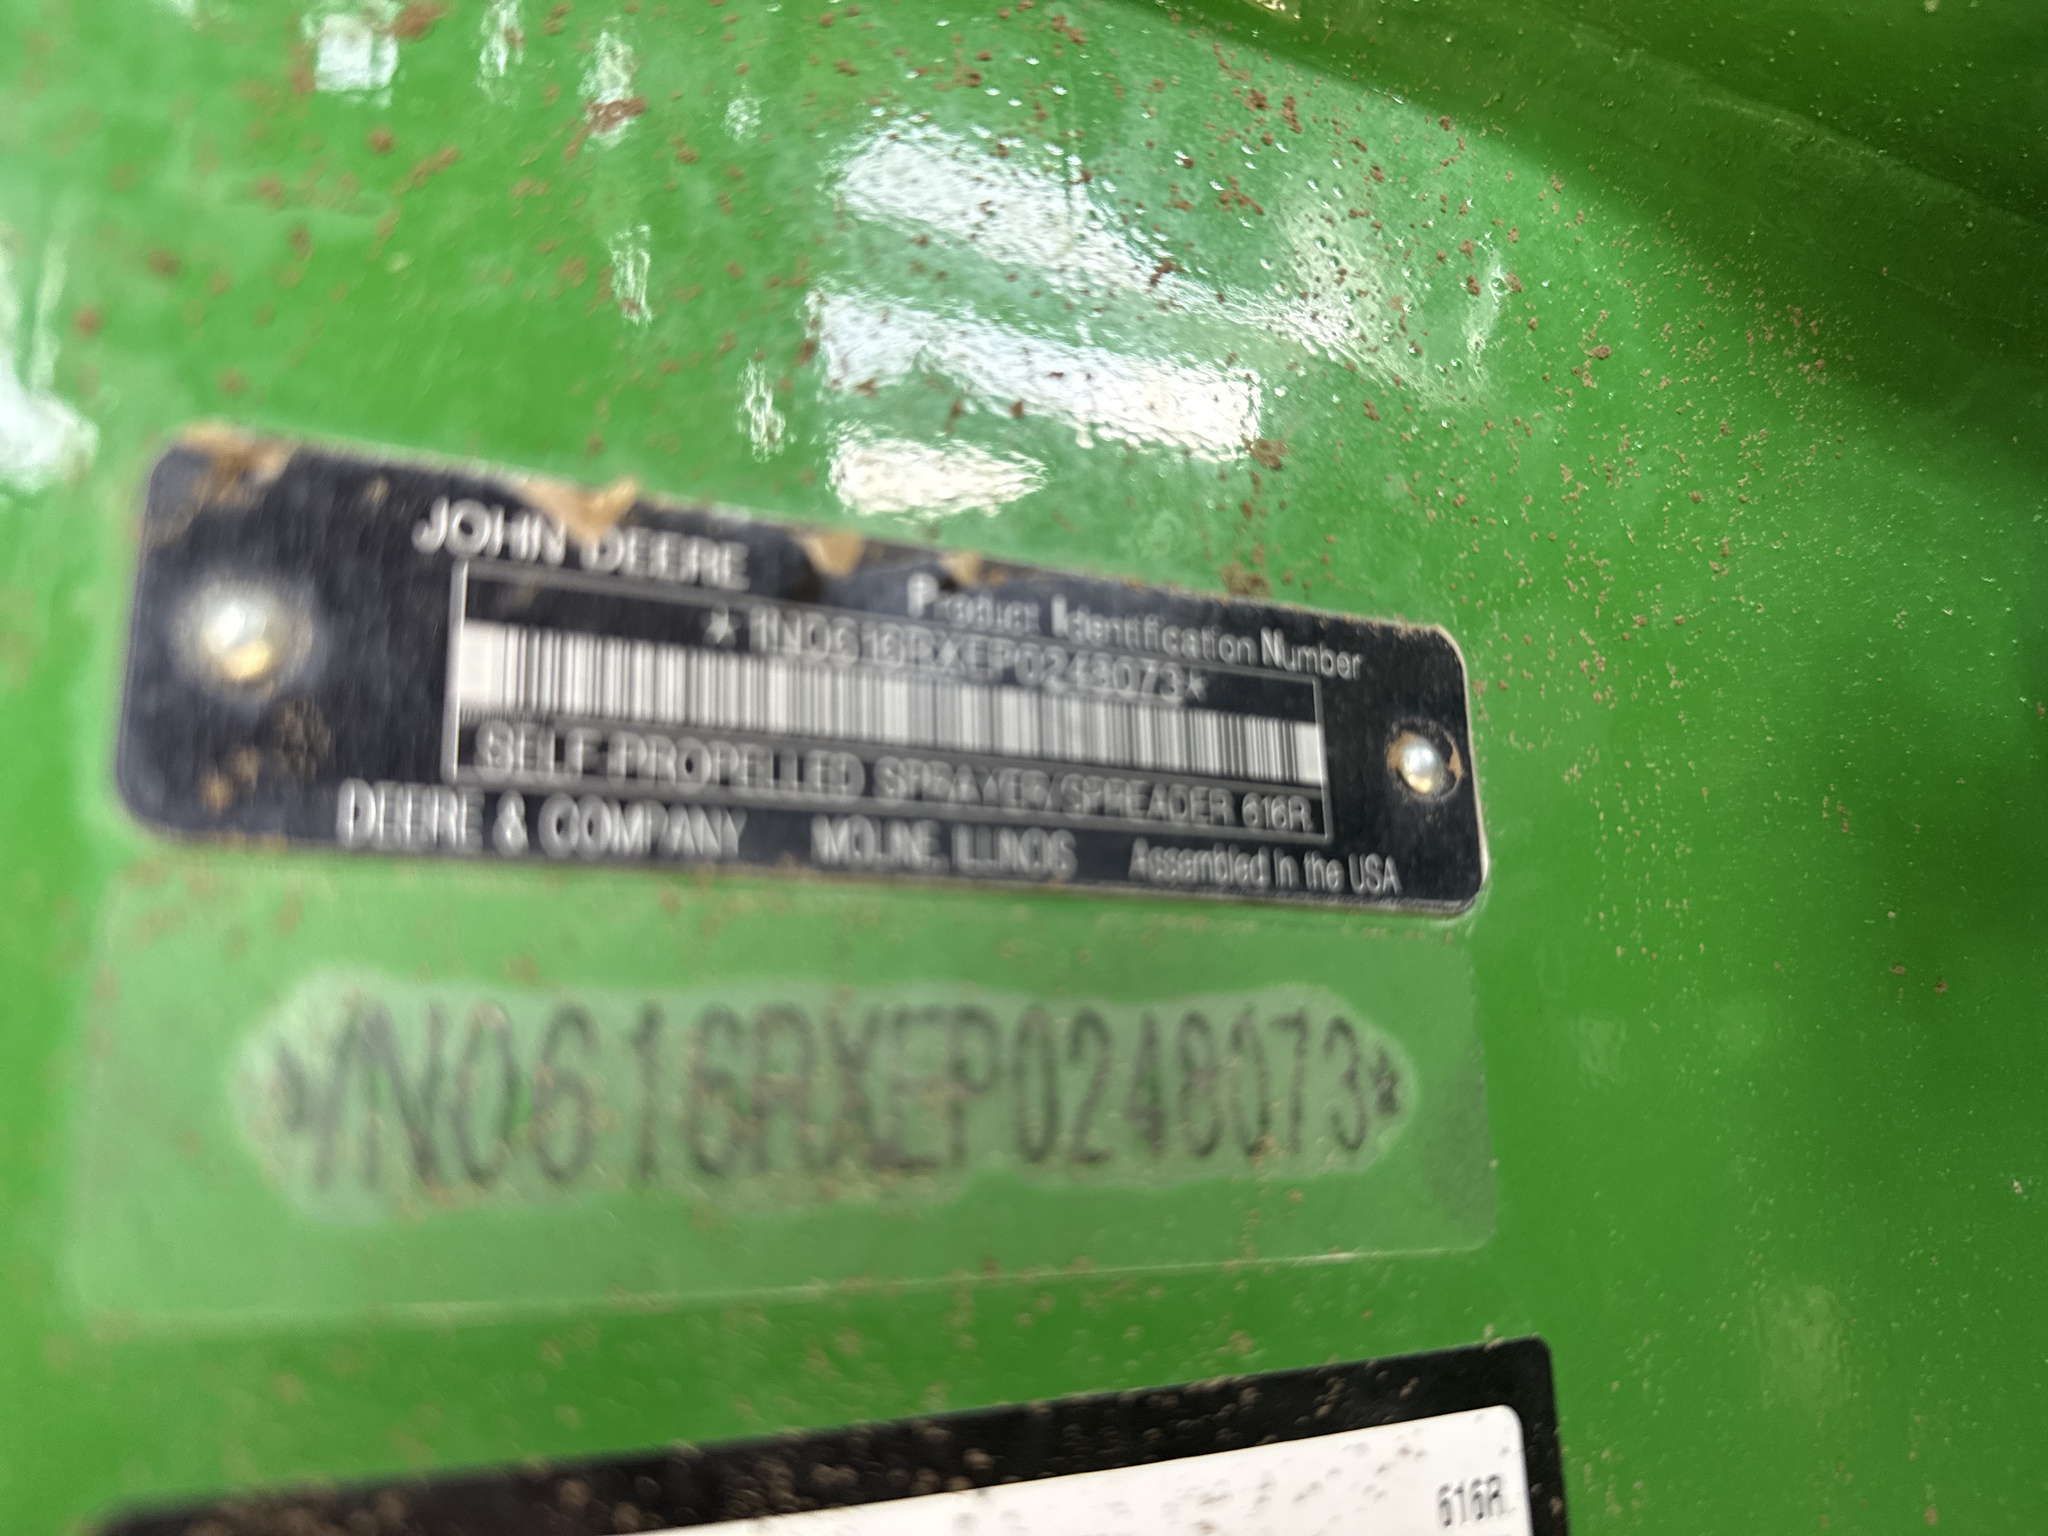 JOHN DEERE
Product Identification Number
*1N0616RXEP0248073*
SELF-PROPELLED SPRAYER/SPREADER 616R
DEERE & COMPANY MOLINE, ILLINOIS Assembled in the USA
*1N0616RXEP0248073*
616R